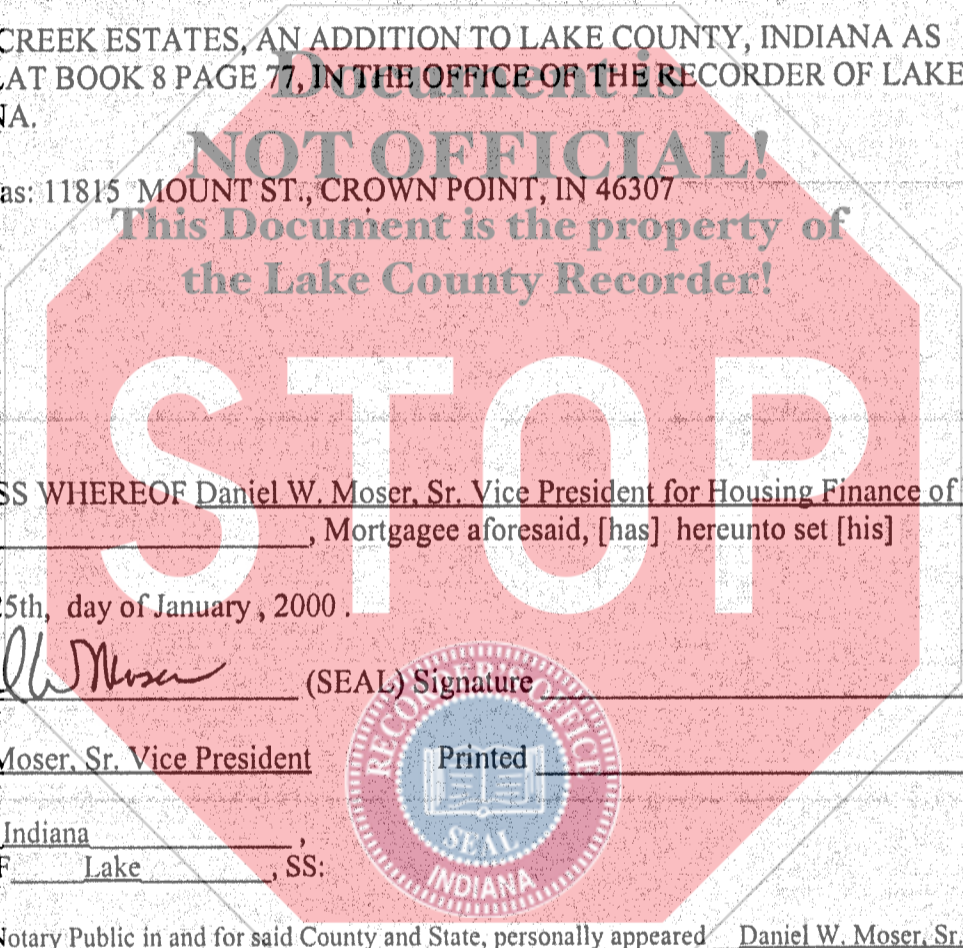 CREEK ESTATES, AN ADDITION TO LAKE COUNTY, INDIANA AS
LAT BOOK 8 PAGE 77, IN THE OFFICE OF THE RECORDER OF LAKE
NA.
Document is
NOT OFFICIAL!
as: 11815 MOUNT ST., CROWN POINT, IN 46307
This Document is the property of
the Lake County Recorder!
STOP
SS WHEREOF Daniel W. Moser, Sr. Vice President for Housing Finance of
, Mortgagee aforesaid, [has] hereunto set [his]
5th, day of January , 2000 .
W Moser (SEAL) Signature
Moser, Sr. Vice President Printed
RECORDER'S OFFICE
SEAL
INDIANA
Indiana ,
F Lake , SS:
Notary Public in and for said County and State, personally appeared Daniel W. Moser, Sr.